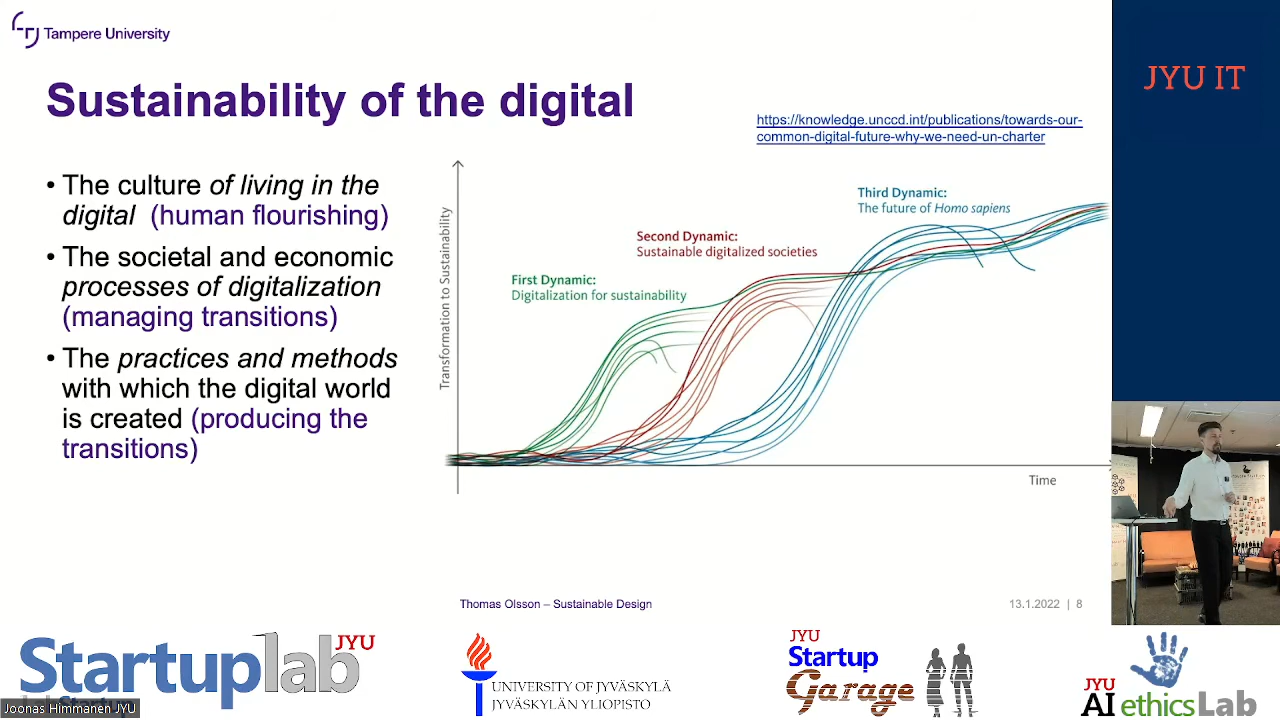 Tampere University
JYU IT
Sustainability of the digital
https://knowledge.unccd.int/publications/towards-our-
common-digital-future-why-we-need-un-charter
• The culture of living in the
digital (human flourishing)
• The societal and economic
processes of digitalization
(managing transitions)
• The practices and methods
with which the digital world
is created (producing the
transitions)
Transformation to Sustainability
First Dynamic:
Digitalization for sustainability
Second Dynamic:
Sustainable digitalized societies
Third Dynamic:
The future of Homo sapiens
Time
Thomas Olsson – Sustainable Design
13.1.2022 | 8
Startuplab JYU
Joonas Himmanen JYU
UNIVERSITY OF JYVÄSKYLÄ
JYVÄSKYLÄN YLIOPISTO
JYU
Startup
Garage
JYU
AI ethicsLab